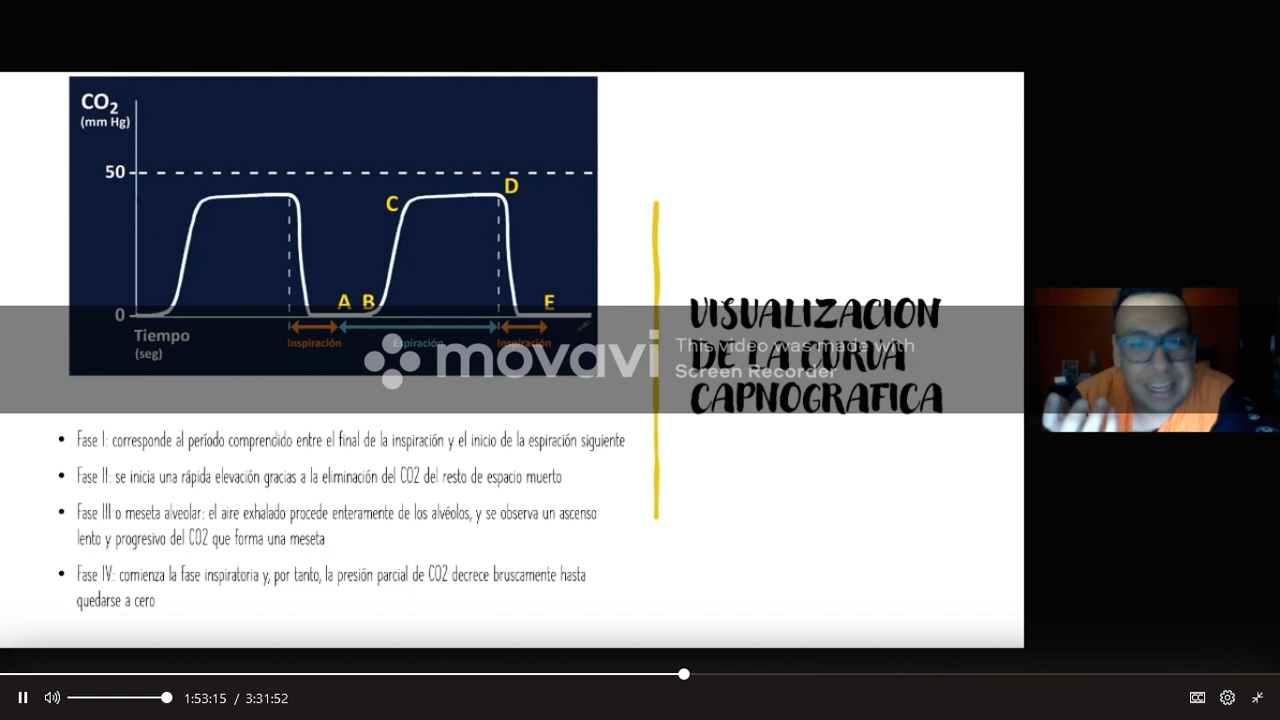 CO2
(mm Hg)
50
D
C
A B E
0
Tiempo
(seg)
Inspiración Espiración Inspiración
movavi
This video was made with
Screen Recorder
VISUALIZACION
DE LA CURVA
CAPNOGRAFICA
• Fase I: corresponde al período comprendido entre el final de la inspiración y el inicio de la espiración siguiente
• Fase II: se inicia una rápida elevación gracias a la eliminación del CO2 del resto de espacio muerto
• Fase III o meseta alveolar: el aire exhalado procede enteramente de los alvéolos, y se observa un ascenso
lento y progresivo del CO2 que forma una meseta
• Fase IV: comienza la fase inspiratoria y, por tanto, la presión parcial de CO2 decrece bruscamente hasta
quedarse a cero
1:53:15 / 3:31:52
CC